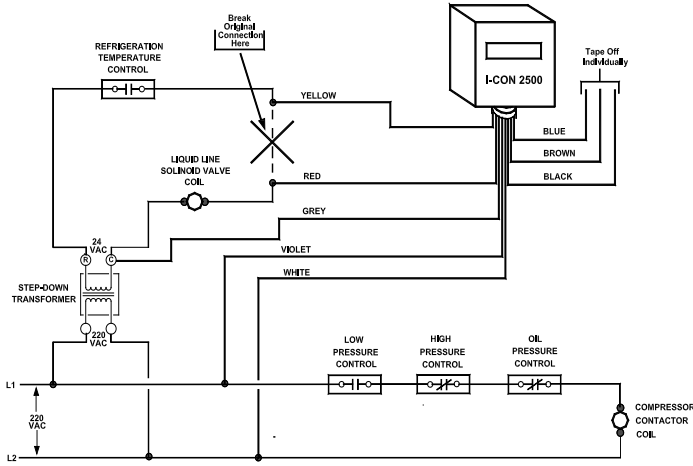 Break
Original
Connection
Here
REFRIGERATION
TEMPERATURE
CONTROL
I-CON 2500
Tape Off
Individually
YELLOW
BLUE
BROWN
BLACK
LIQUID LINE
SOLINOID VALVE
COIL
RED
GREY
VIOLET
WHITE
24
VAC
R
C
STEP-DOWN
TRANSFORMER
220
VAC
LOW
PRESSURE
CONTROL
HIGH
PRESSURE
CONTROL
OIL
PRESSURE
CONTROL
L1
220
VAC
COMPRESSOR
CONTACTOR
COIL
L2